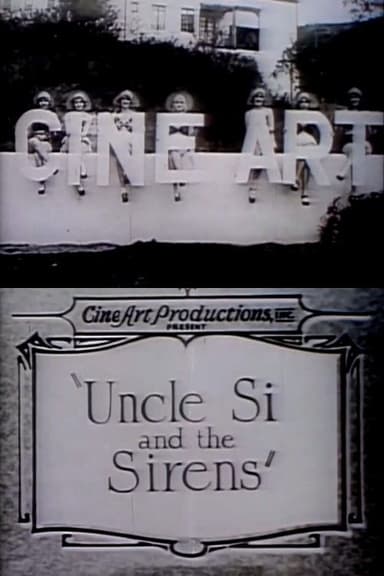 CINE ART
CineArt Productions, INC.
PRESENT
"Uncle Si
and the
Sirens"